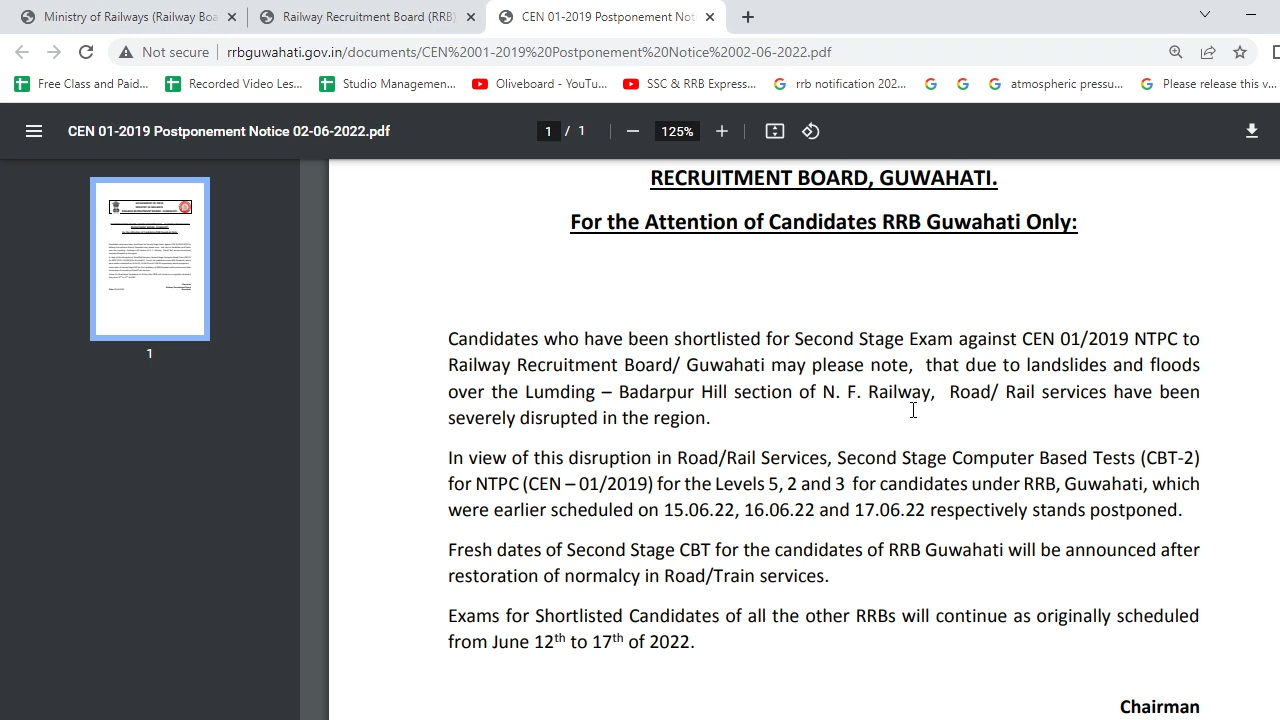 Ministry of Railways (Railway Boa
Railway Recruitment Board (RRB)
CEN 01-2019 Postponement Noti
Not secure
rrbguwahati.gov.in/documents/CEN%2001-2019%20Postponement%20Notice%2002-06-2022.pdf
Free Class and Paid...
Recorded Video Les...
Studio Managemen...
Oliveboard - YouTu...
SSC & RRB Express...
rrb notification 202...
atmospheric pressu...
Please release this v...
CEN 01-2019 Postponement Notice 02-06-2022.pdf
1 / 1
125%
1
RECRUITMENT BOARD, GUWAHATI.
For the Attention of Candidates RRB Guwahati Only:
Candidates who have been shortlisted for Second Stage Exam against CEN 01/2019 NTPC to
Railway Recruitment Board/ Guwahati may please note, that due to landslides and floods
over the Lumding – Badarpur Hill section of N. F. Railway, Road/ Rail services have been
severely disrupted in the region.
In view of this disruption in Road/Rail Services, Second Stage Computer Based Tests (CBT-2)
for NTPC (CEN – 01/2019) for the Levels 5, 2 and 3 for candidates under RRB, Guwahati, which
were earlier scheduled on 15.06.22, 16.06.22 and 17.06.22 respectively stands postponed.
Fresh dates of Second Stage CBT for the candidates of RRB Guwahati will be announced after
restoration of normalcy in Road/Train services.
Exams for Shortlisted Candidates of all the other RRBs will continue as originally scheduled
from June 12th to 17th of 2022.
Chairman